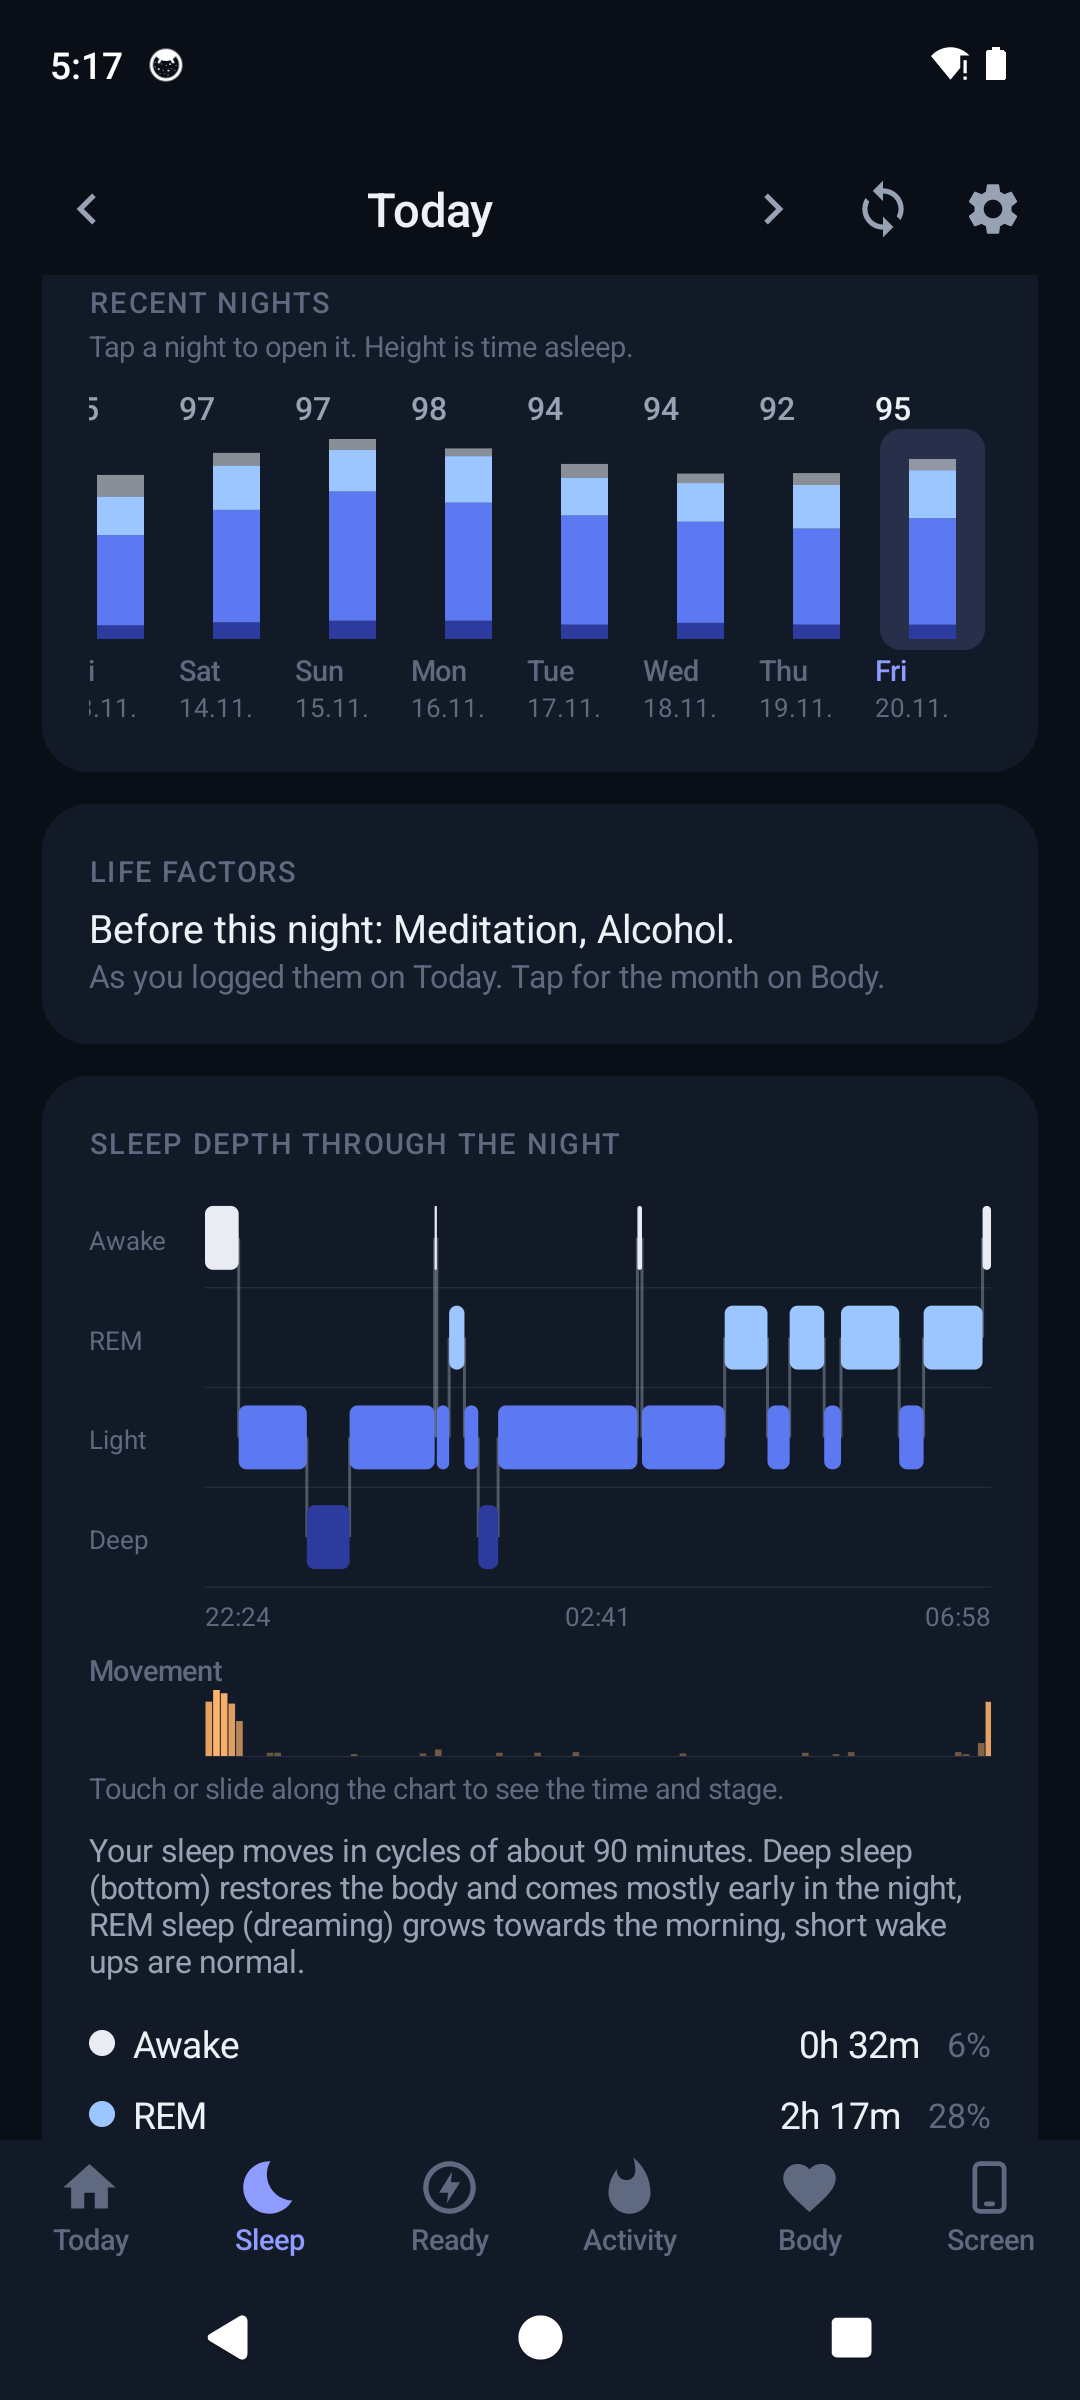 5:17
Today
RECENT NIGHTS
Tap a night to open it. Height is time asleep.
97 97 98 94 94 92 95
Sat Sun Mon Tue Wed Thu Fri
.11. 14.11. 15.11. 16.11. 17.11. 18.11. 19.11. 20.11.
LIFE FACTORS
Before this night: Meditation, Alcohol.
As you logged them on Today. Tap for the month on Body.
SLEEP DEPTH THROUGH THE NIGHT
Awake
REM
Light
Deep
22:24 02:41 06:58
Movement
Touch or slide along the chart to see the time and stage.
Your sleep moves in cycles of about 90 minutes. Deep sleep
(bottom) restores the body and comes mostly early in the night,
REM sleep (dreaming) grows towards the morning, short wake
ups are normal.
Awake 0h 32m 6%
REM 2h 17m 28%
Today Sleep Ready Activity Body Screen